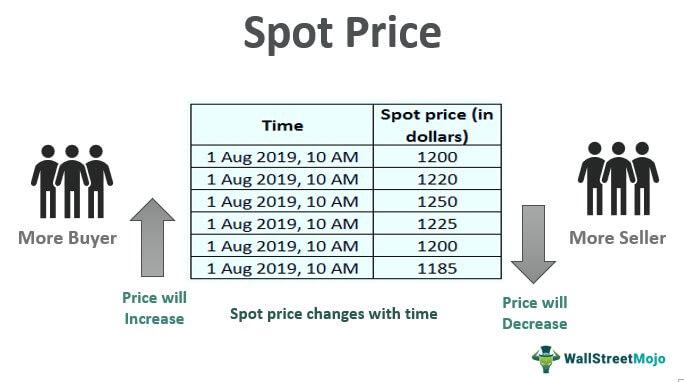 Spot Price
Time
Spot price (in
dollars)
1 Aug 2019, 10 AM 1200
1 Aug 2019, 10 AM 1220
1 Aug 2019, 10 AM 1250
1 Aug 2019, 10 AM 1225
1 Aug 2019, 10 AM 1200
1 Aug 2019, 10 AM 1185
More Buyer
More Seller
Price will
Increase
Spot price changes with time
Price will
Decrease
WallStreetMojo